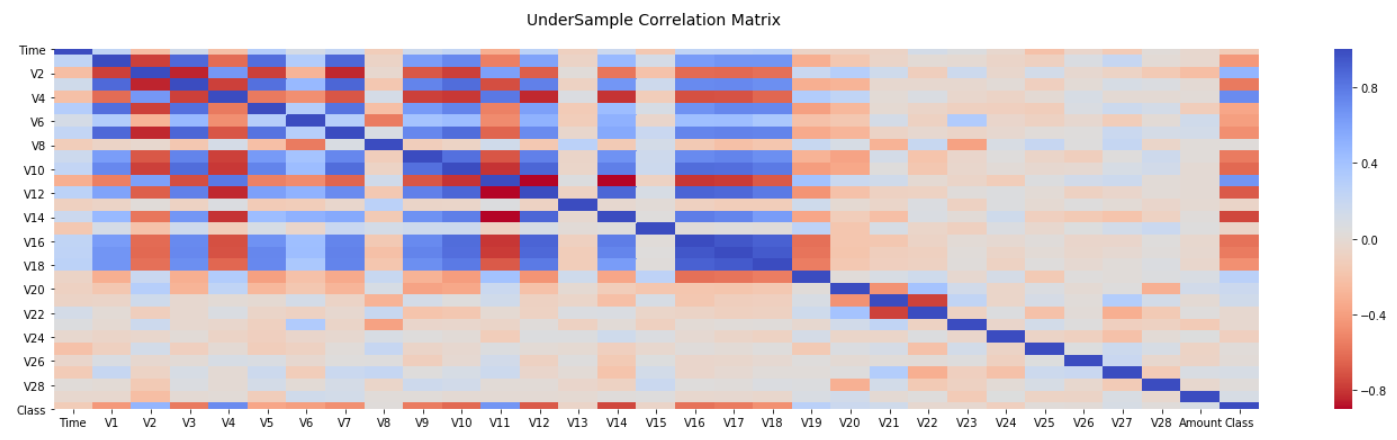 UnderSample Correlation Matrix
Time
V2
V4
V6
V8
V10
V12
V14
V16
V18
V20
V22
V24
V26
V28
Class
Time V1 V2 V3 V4 V5 V6 V7 V8 V9 V10 V11 V12 V13 V14 V15 V16 V17 V18 V19 V20 V21 V22 V23 V24 V25 V26 V27 V28 Amount Class
0.8
0.4
0.0
−0.4
−0.8